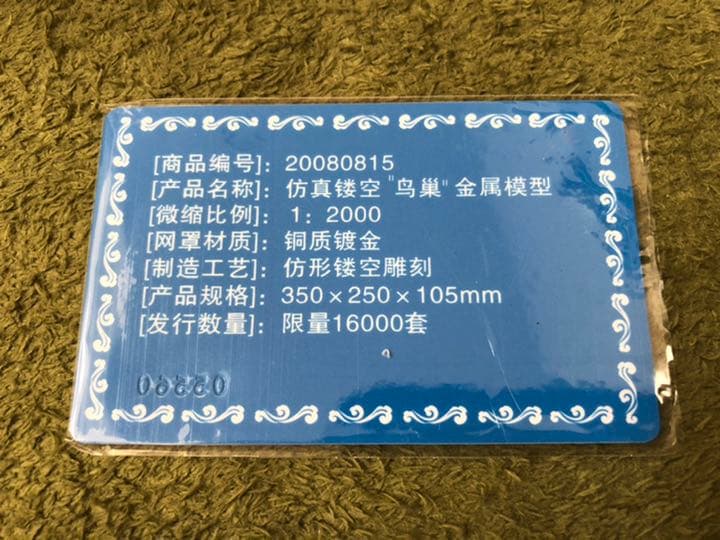 [商品编号]：20080815
[产品名称]：仿真镂空"鸟巢"金属模型
[微缩比例]：1：2000
[网罩材质]：铜质镀金
[制造工艺]：仿形镂空雕刻
[产品规格]：350×250×105mm
[发行数量]：限量16000套